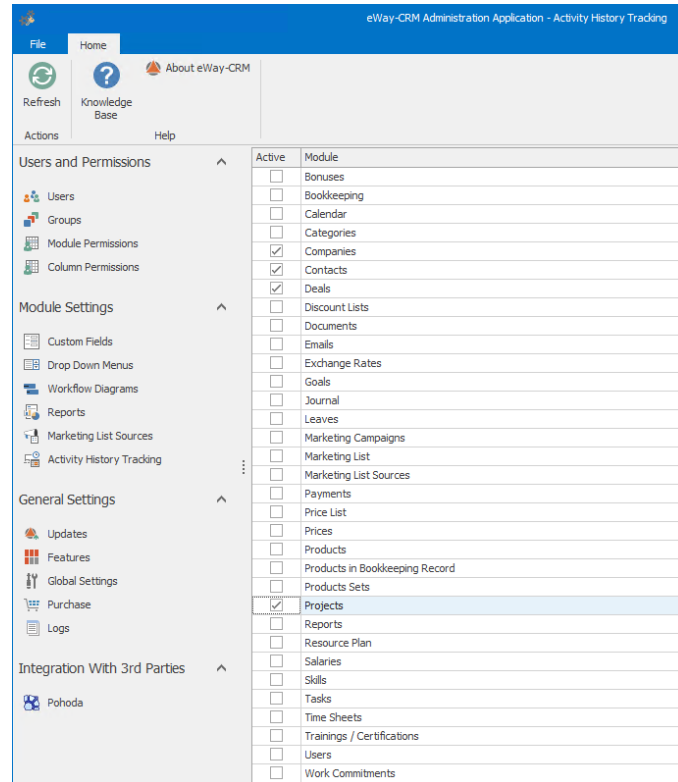 eWay-CRM Administration Application - Activity History Tracking
File Home
Refresh
Knowledge Base
About eWay-CRM
Actions
Help
Users and Permissions
Users
Groups
Module Permissions
Column Permissions
Module Settings
Custom Fields
Drop Down Menus
Workflow Diagrams
Reports
Marketing List Sources
Activity History Tracking
General Settings
Updates
Features
Global Settings
Purchase
Logs
Integration With 3rd Parties
Pohoda
Active Module
Bonuses
Bookkeeping
Calendar
Categories
Companies
Contacts
Deals
Discount Lists
Documents
Emails
Exchange Rates
Goals
Journal
Leaves
Marketing Campaigns
Marketing List
Marketing List Sources
Payments
Price List
Prices
Products
Products in Bookkeeping Record
Products Sets
Projects
Reports
Resource Plan
Salaries
Skills
Tasks
Time Sheets
Trainings / Certifications
Users
Work Commitments